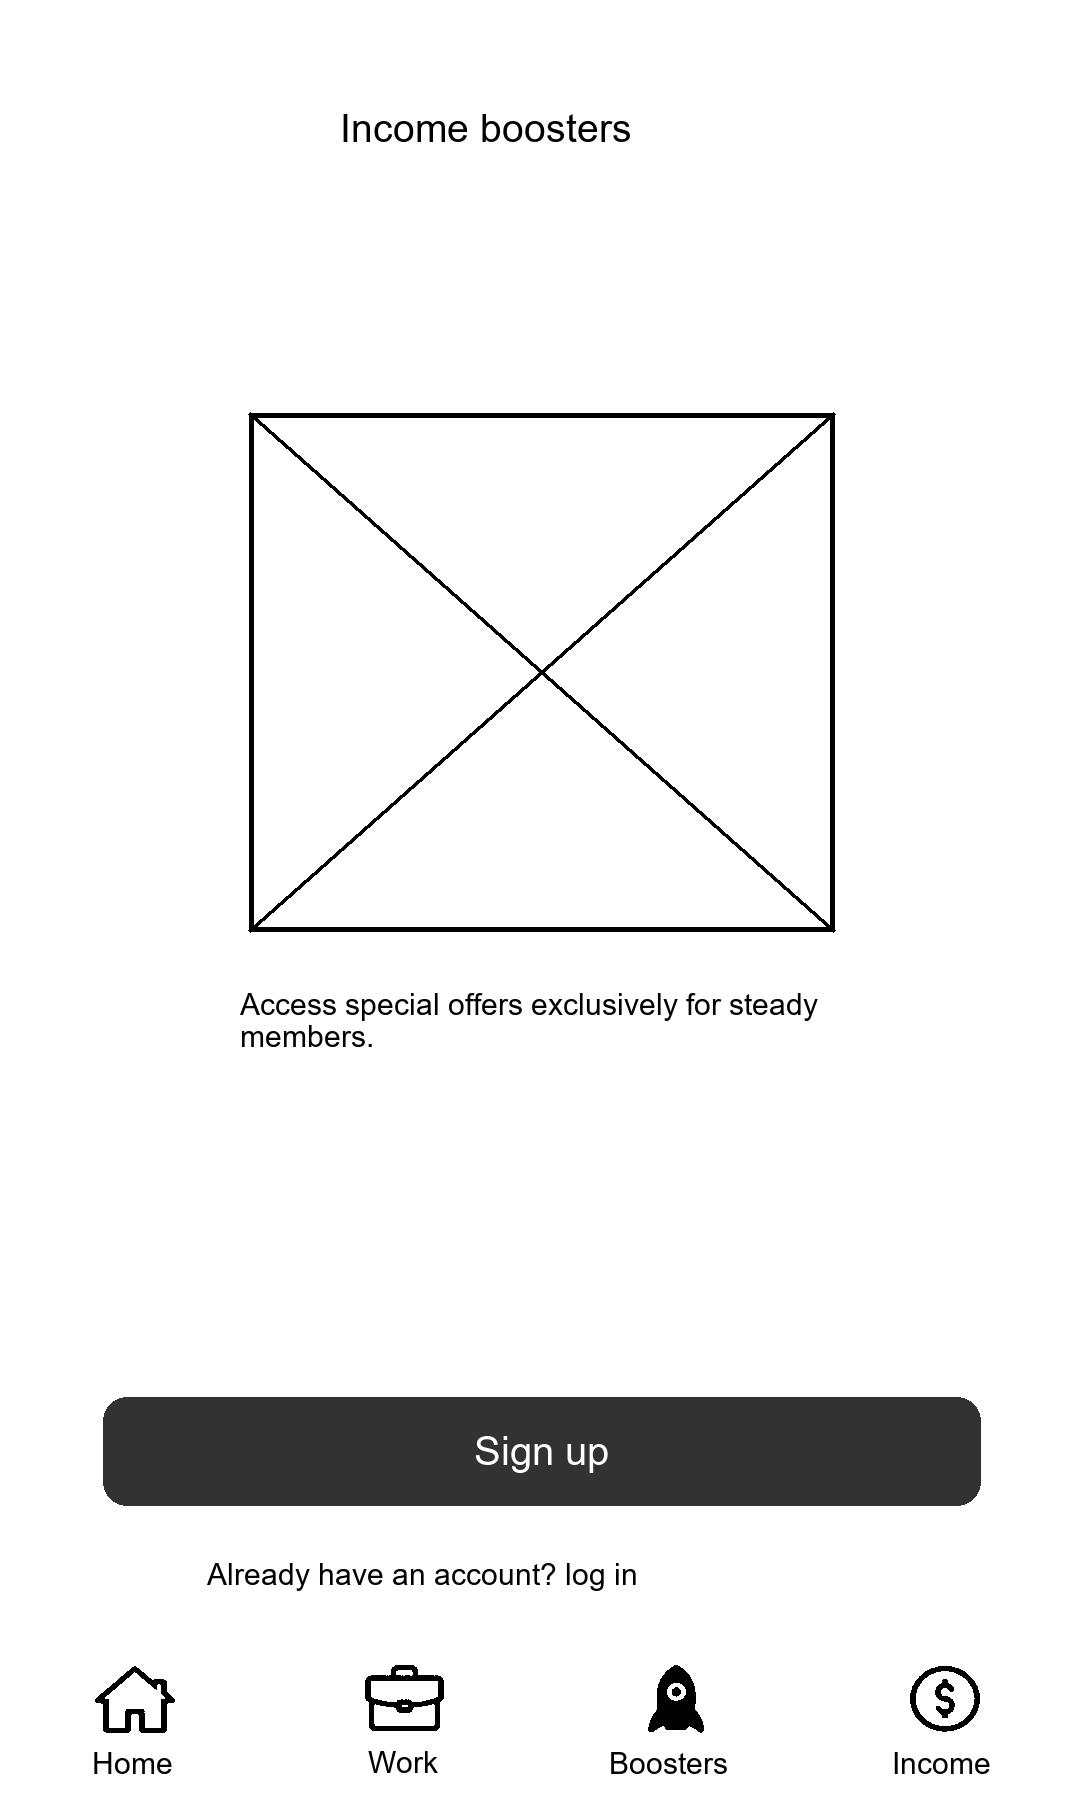 Income boosters
Access special offers exclusively for steady
members.
Sign up
Already have an account? log in
Home
Work
Boosters
Income